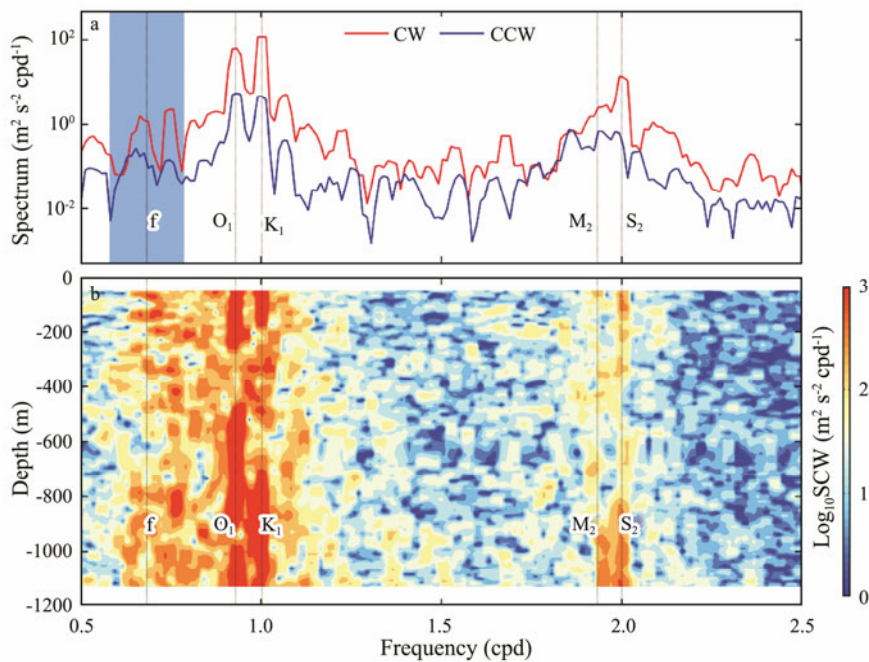 a
CW CCW
Spectrum (m² s⁻² cpd⁻¹)
10²
10⁰
10⁻²
f O₁ K₁ M₂ S₂
b
Depth (m)
0
-200
-400
-600
-800
-1000
-1200
f O₁ K₁ M₂ S₂
0.5 1.0 1.5 2.0 2.5
Frequency (cpd)
3
2
1
0
Log₁₀SCW (m² s⁻² cpd⁻¹)